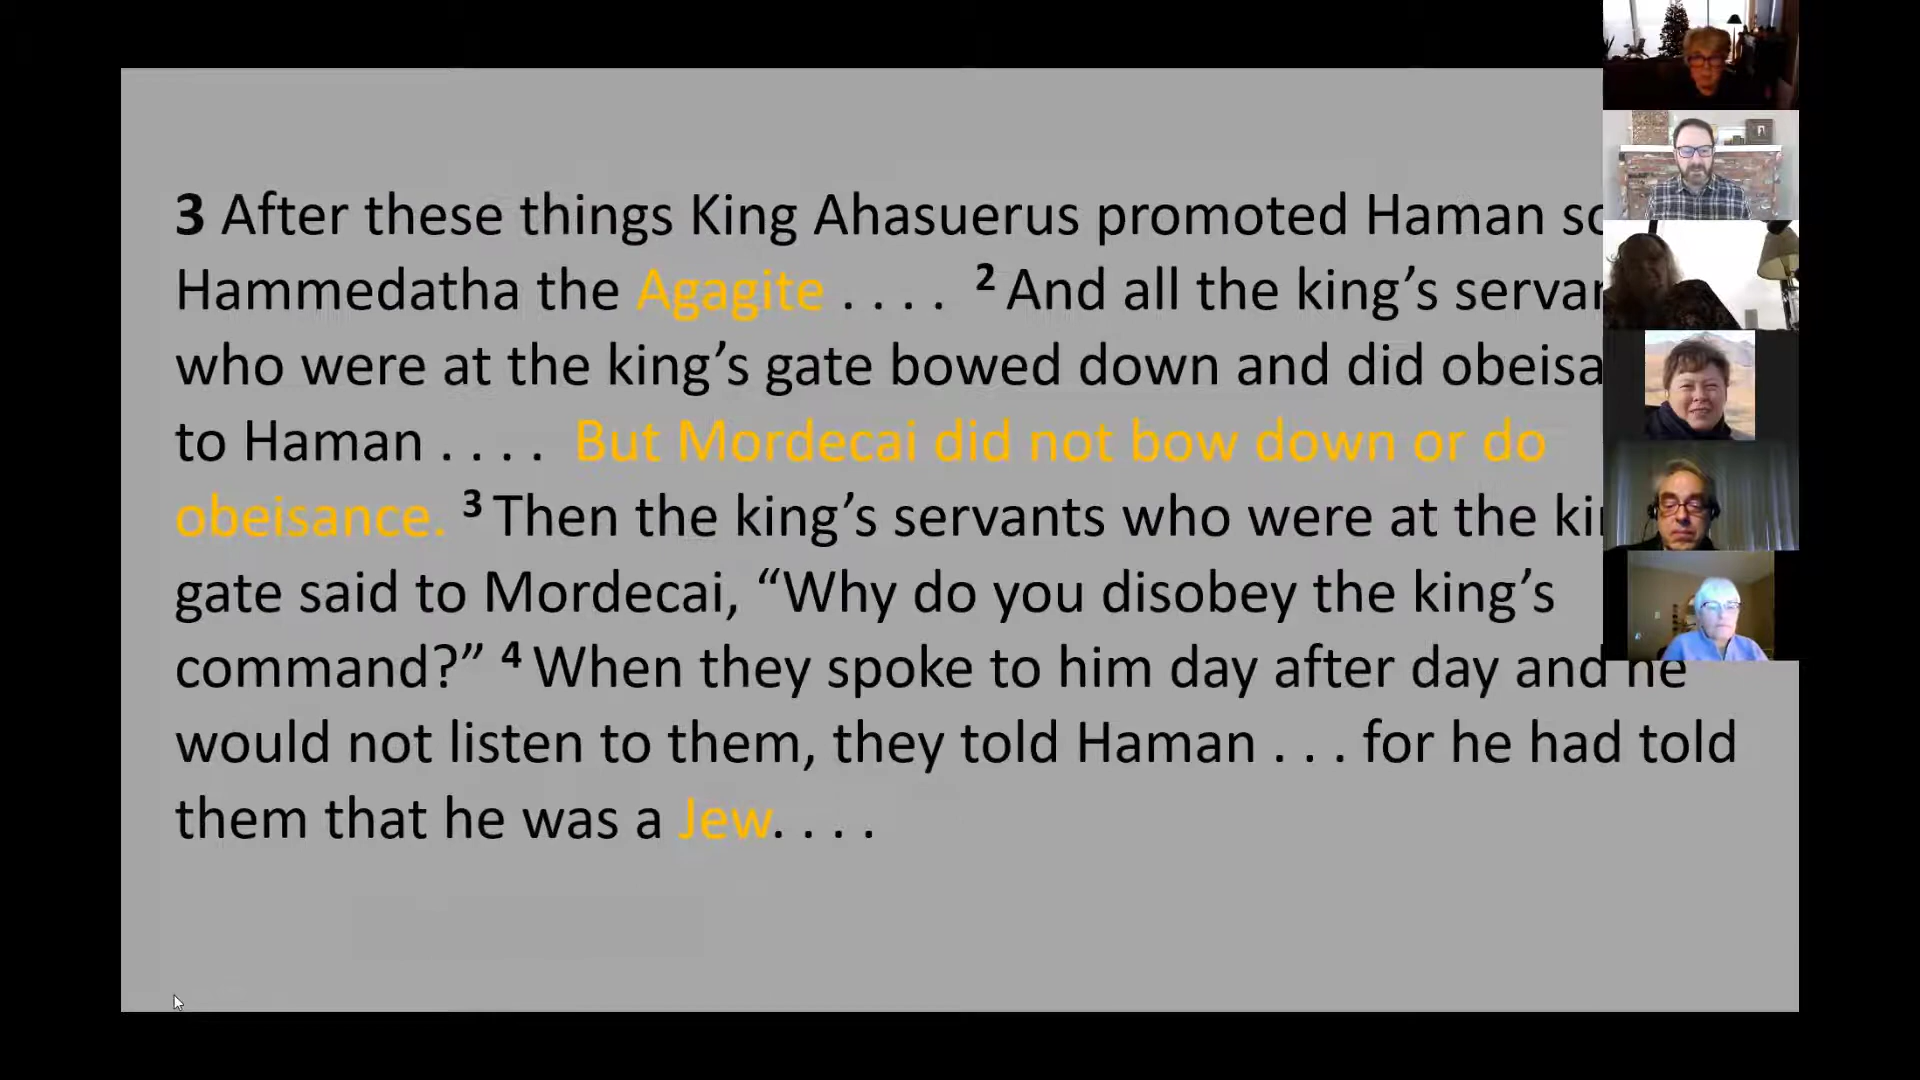 3 After these things King Ahasuerus promoted Haman
Hammedatha the Agagite . . . . 2 And all the king’s
who were at the king’s gate bowed down and did
to Haman . . . . But Mordecai did not bow down or do
obeisance. 3 Then the king’s servants who were at the
gate said to Mordecai, “Why do you disobey the king’s
command?” 4 When they spoke to him day after day and he
would not listen to them, they told Haman . . . for he had told
them that he was a Jew. . . .